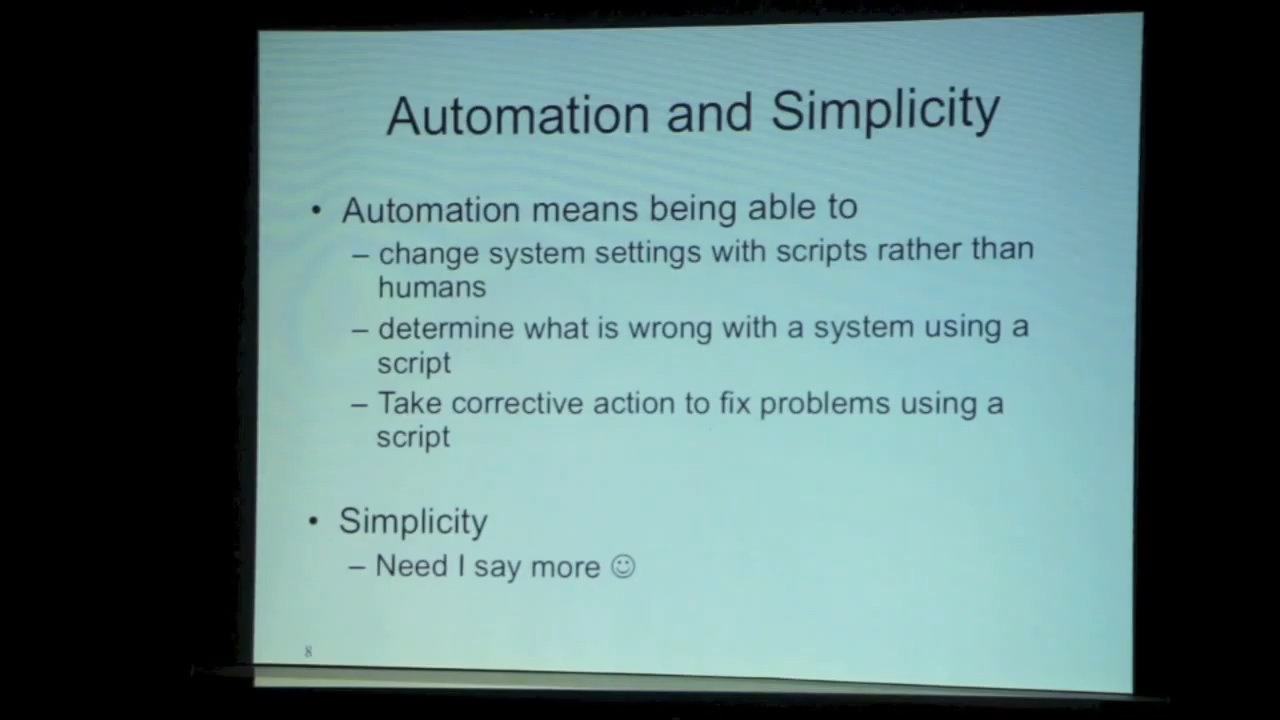 Automation and Simplicity
• Automation means being able to
– change system settings with scripts rather than
humans
– determine what is wrong with a system using a
script
– Take corrective action to fix problems using a
script
• Simplicity
– Need I say more ☺
8